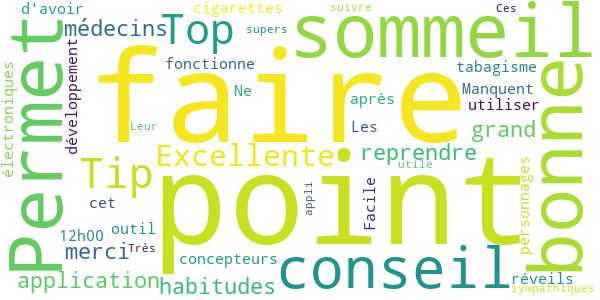 d'avoir
cigarettes
suivre
Ces
médecins
Top
supers
sommeil
Permet
faire
fonctionne
tabagisme
développement
électroniques
Ne
après
Manquent
utiliser
Leur
Les
grand
bonne
Excellente
reprendre
Tip
point
utile
personnages
cet
appli
Facile
12h00
outil
merci
Très
concepteurs
conseil
application
habitudes
réveils
sympathiques